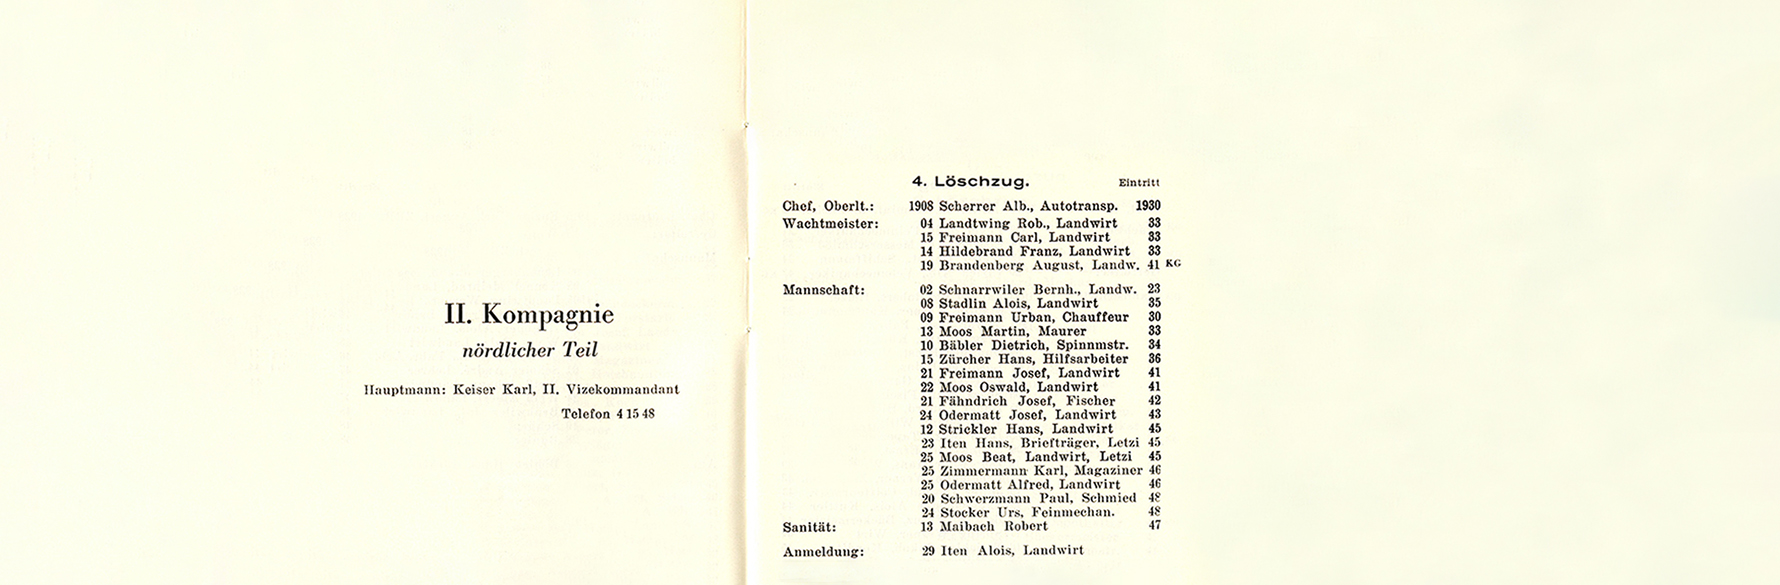 II. Kompagnie
nördlicher Teil
Hauptmann: Keiser Karl, II. Vizekommandant
Telefon 4 15 48
4. Löschzug. Eintritt
Chef, Oberlt.: 1908 Scherrer Alb., Autotransp. 1930
Wachtmeister: 04 Landtwing Rob., Landwirt 33
15 Freimann Carl, Landwirt 33
14 Hildebrand Franz, Landwirt 33
19 Brandenberg August, Landw. 41 KG
Mannschaft: 02 Schnarrwiler Bernh., Landw. 23
08 Stadlin Alois, Landwirt 35
09 Freimann Urban, Chauffeur 30
13 Moos Martin, Maurer 33
10 Bäbler Dietrich, Spinnmstr. 34
15 Zürcher Hans, Hilfsarbeiter 36
21 Freimann Josef, Landwirt 41
22 Moos Oswald, Landwirt 41
21 Fähndrich Josef, Fischer 42
24 Odermatt Josef, Landwirt 43
12 Strickler Hans, Landwirt 45
23 Iten Hans, Briefträger, Letzi 45
25 Moos Beat, Landwirt, Letzi 45
25 Zimmermann Karl, Magaziner 46
25 Odermatt Alfred, Landwirt 46
20 Schwerzmann Paul, Schmied 48
24 Stocker Urs, Feinmechan. 48
Sanität: 13 Maibach Robert 47
Anmeldung: 29 Iten Alois, Landwirt